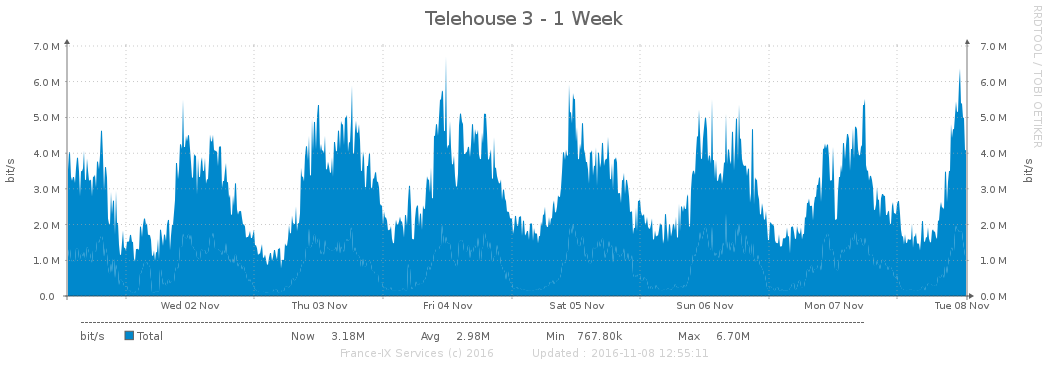 Telehouse 3 - 1 Week
RRDTOOL / TOBI OETIKER
7.0 M 7.0 M
6.0 M 6.0 M
5.0 M 5.0 M
4.0 M 4.0 M
3.0 M 3.0 M
2.0 M 2.0 M
1.0 M 1.0 M
0.0 0.0 M
bit/s bit/s
Wed 02 Nov Thu 03 Nov Fri 04 Nov Sat 05 Nov Sun 06 Nov Mon 07 Nov Tue 08 Nov
bit/s Total Now 3.18M Avg 2.98M Min 767.80k Max 6.70M
France-IX Services (c) 2016 Updated : 2016-11-08 12:55:11